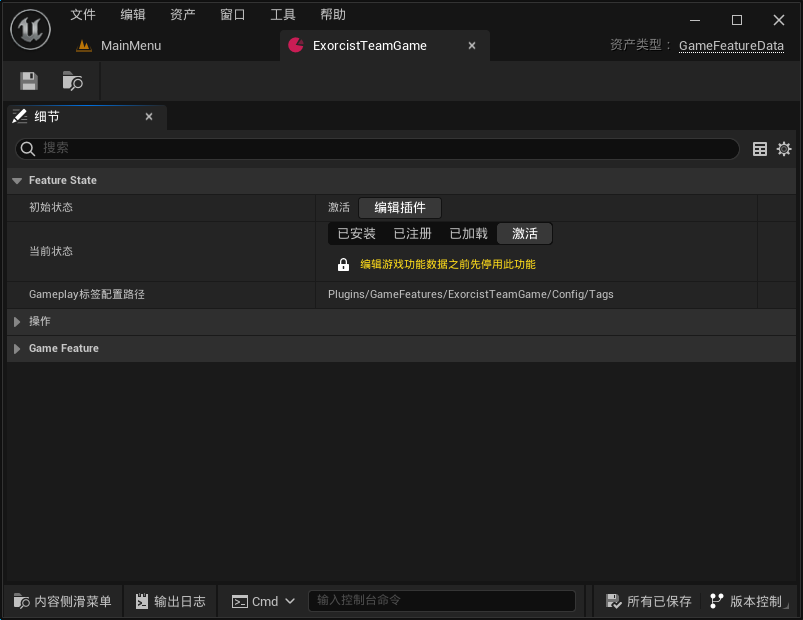 文件 编辑 资产 窗口 工具 帮助
MainMenu ExorcistTeamGame 资产类型： GameFeatureData
细节
搜索
Feature State
初始状态 激活 编辑插件
当前状态 已安装 已注册 已加载 激活
编辑游戏功能数据之前先停用此功能
Gameplay标签配置路径 Plugins/GameFeatures/ExorcistTeamGame/Config/Tags
操作
Game Feature
内容侧滑菜单 输出日志 Cmd 输入控制台命令 所有已保存 版本控制